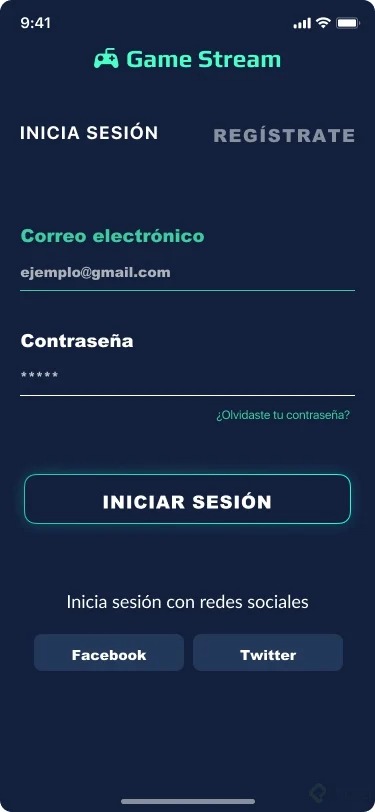 9:41
Game Stream
INICIA SESIÓN
REGÍSTRATE
Correo electrónico
ejemplo@gmail.com
Contraseña
*****
¿Olvidaste tu contraseña?
INICIAR SESIÓN
Inicia sesión con redes sociales
Facebook
Twitter